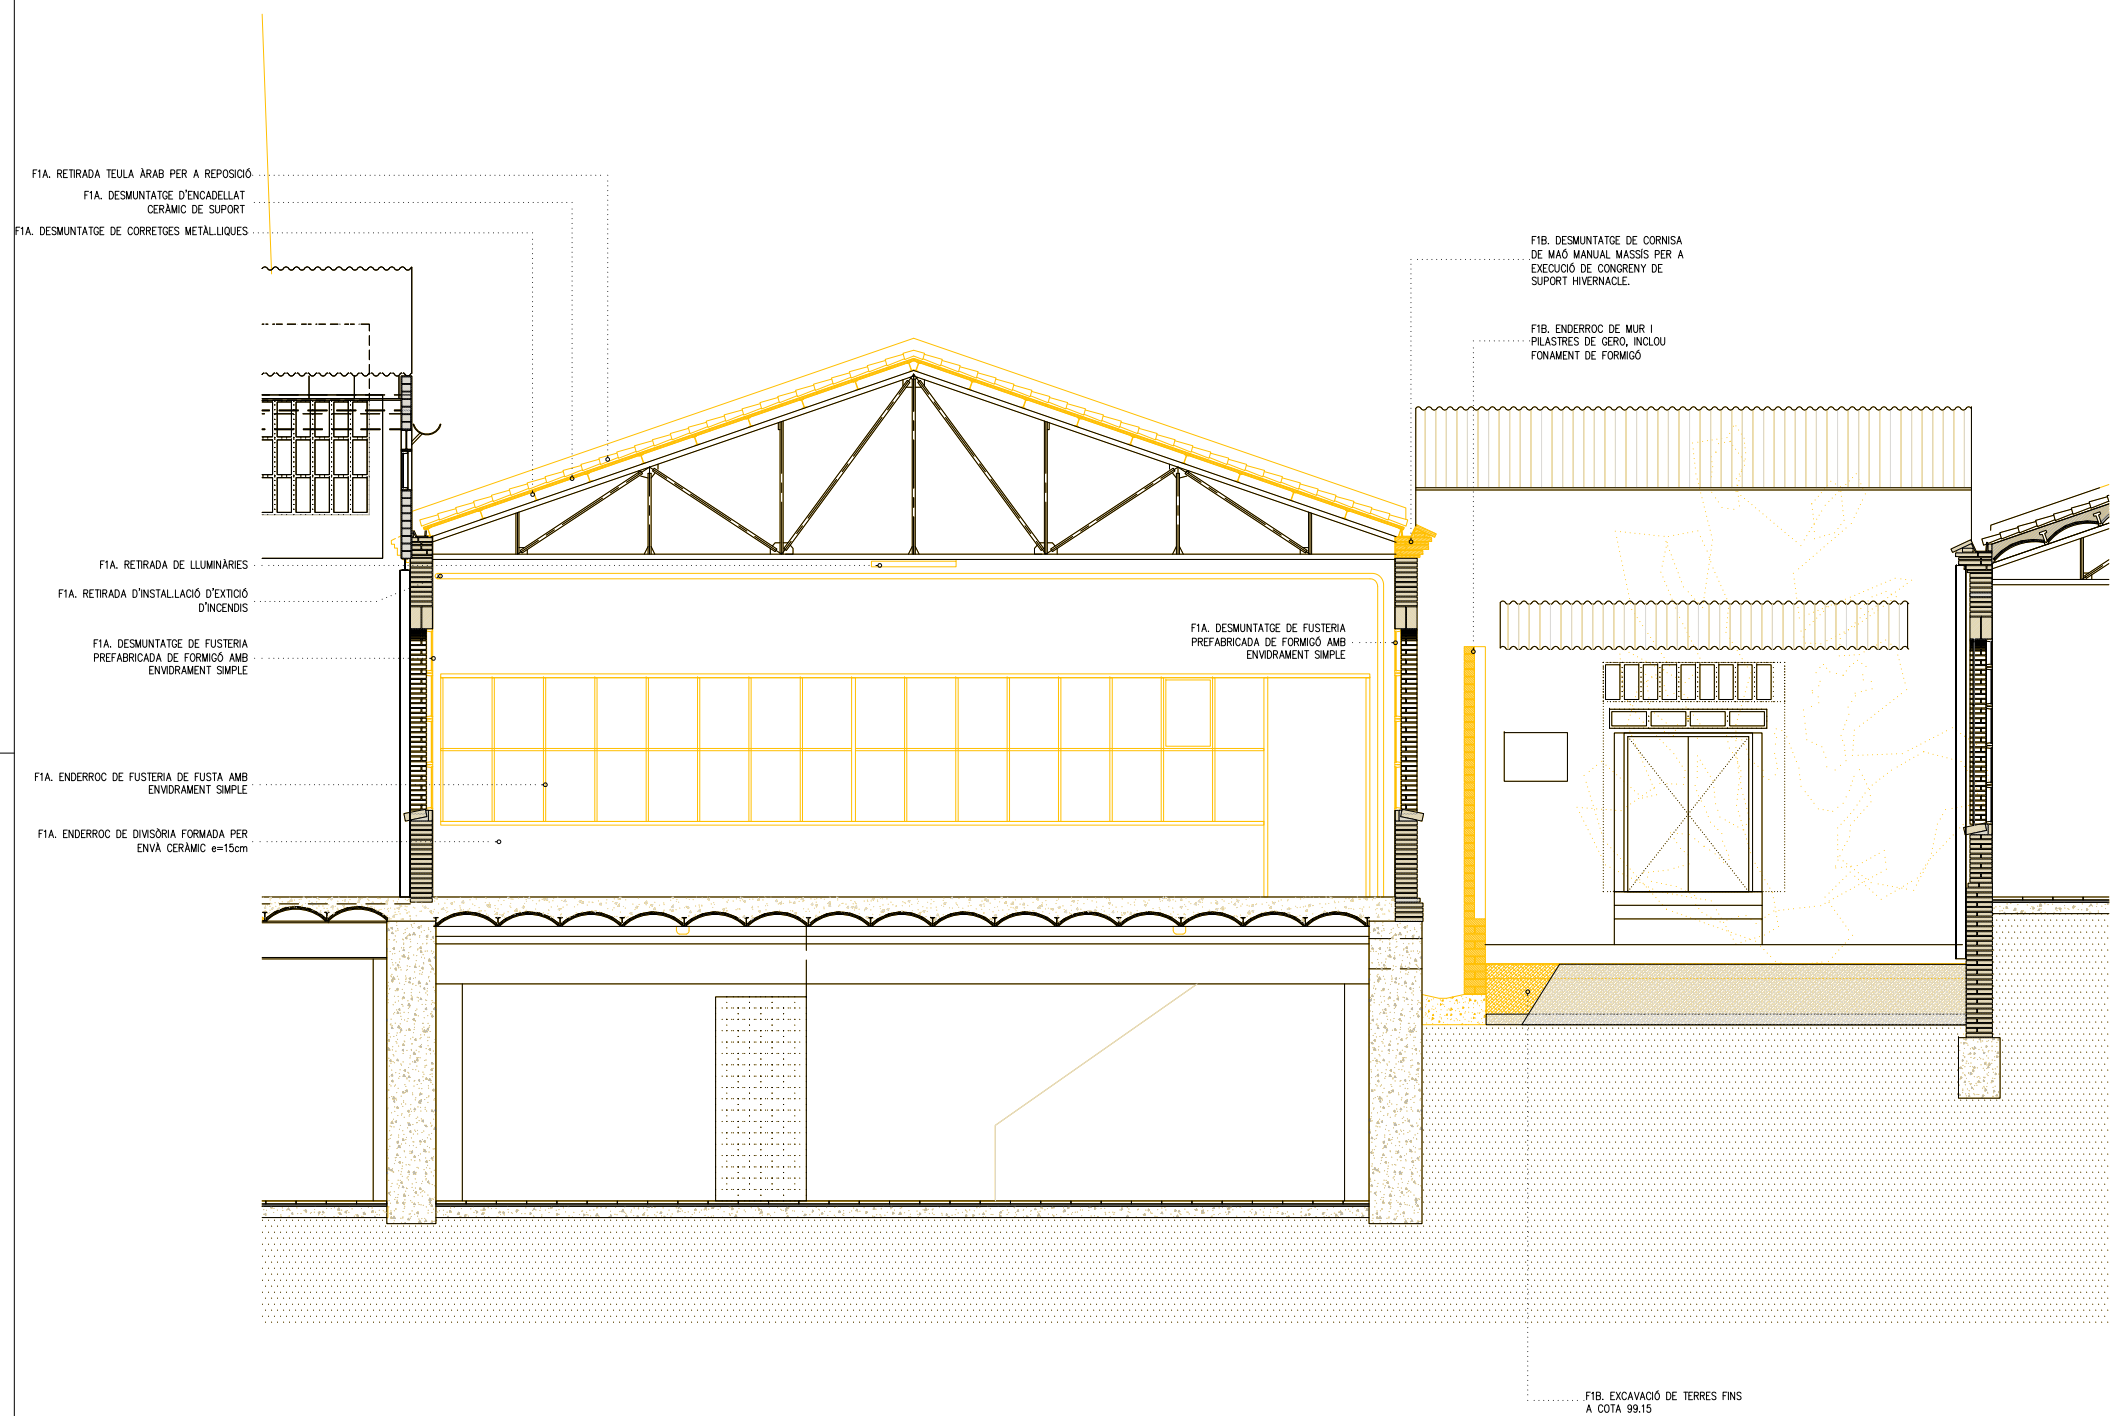 F1A. RETIRADA TEULA ÀRAB PER A REPOSICIÓ
F1A. DESMUNTATGE D'ENCADELLAT
CERÀMIC DE SUPORT
F1A. DESMUNTATGE DE CORRETGES METÀL.LIQUES
F1A. RETIRADA DE LLUMINÀRIES
F1A. RETIRADA D'INSTAL.LACIÓ D'EXTICIÓ
D'INCENDIS
F1A. DESMUNTATGE DE FUSTERIA
PREFABRICADA DE FORMIGÓ AMB
ENVIDRAMENT SIMPLE
F1A. ENDERROC DE FUSTERIA DE FUSTA AMB
ENVIDRAMENT SIMPLE
F1A. ENDERROC DE DIVISÒRIA FORMADA PER
ENVÀ CERÀMIC e=15cm
F1A. DESMUNTATGE DE FUSTERIA
PREFABRICADA DE FORMIGÓ AMB
ENVIDRAMENT SIMPLE
F1B. DESMUNTATGE DE CORNISA
DE MAÓ MANUAL MASSÍS PER A
EXECUCIÓ DE CONGRENY DE
SUPORT HIVERNACLE.
F1B. ENDERROC DE MUR I
PILASTRES DE GERO, INCLOU
FONAMENT DE FORMIGÓ
F1B. EXCAVACIÓ DE TERRES FINS
A COTA 99.15